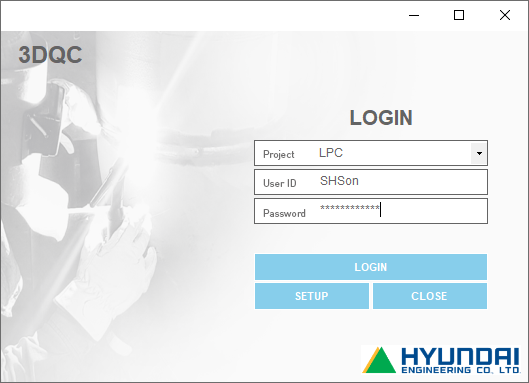 3DQC
LOGIN
Project LPC
User ID SHSon
Password ************
LOGIN
SETUP CLOSE
HYUNDAI
ENGINEERING CO. LTD.